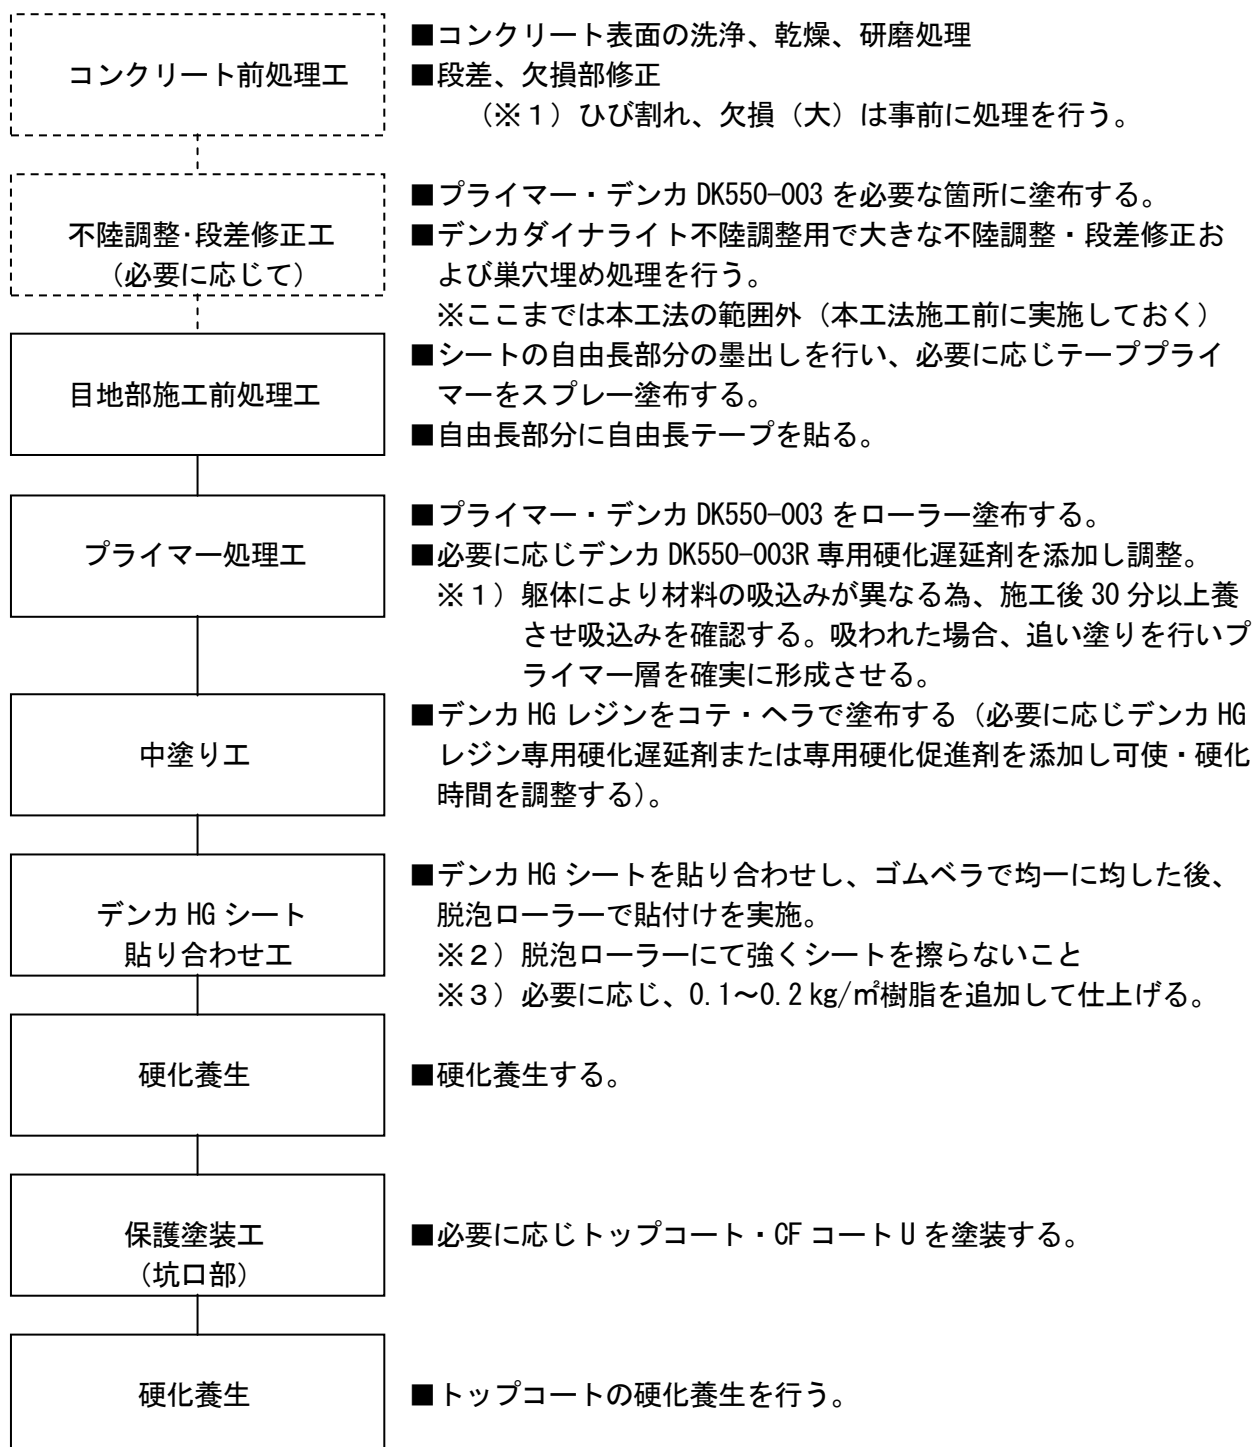 コンクリート前処理工
■コンクリート表面の洗浄、乾燥、研磨処理
■段差、欠損部修正
（※１）ひび割れ、欠損（大）は事前に処理を行う。
不陸調整･段差修正工
（必要に応じて）
■プライマー・デンカ DK550-003 を必要な箇所に塗布する。
■デンカダイナライト不陸調整用で大きな不陸調整・段差修正お
よび巣穴埋め処理を行う。
※ここまでは本工法の範囲外（本工法施工前に実施しておく）
目地部施工前処理工
■シートの自由長部分の墨出しを行い、必要に応じテーププライ
マーをスプレー塗布する。
■自由長部分に自由長テープを貼る。
プライマー処理工
■プライマー・デンカ DK550-003 をローラー塗布する。
■必要に応じデンカ DK550-003R 専用硬化遅延剤を添加し調整。
※１）躯体により材料の吸込みが異なる為、施工後 30 分以上養
させ吸込みを確認する。吸われた場合、追い塗りを行いプ
ライマー層を確実に形成させる。
中塗り工
■デンカ HG レジンをコテ・ヘラで塗布する（必要に応じデンカ HG
レジン専用硬化遅延剤または専用硬化促進剤を添加し可使・硬化
時間を調整する）。
デンカ HG シート
貼り合わせ工
■デンカ HG シートを貼り合わせし、ゴムベラで均一に均した後、
脱泡ローラーで貼付けを実施。
※２）脱泡ローラーにて強くシートを擦らないこと
※３）必要に応じ、0.1～0.2 kg/㎡樹脂を追加して仕上げる。
硬化養生
■硬化養生する。
保護塗装工
（坑口部）
■必要に応じトップコート・CF コート U を塗装する。
硬化養生
■トップコートの硬化養生を行う。